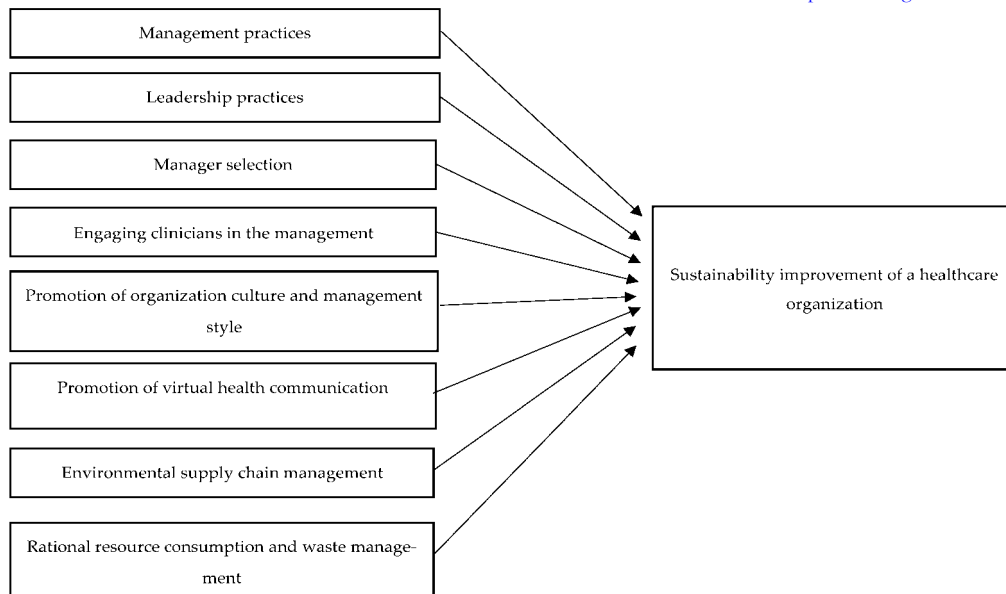 Management practices
Leadership practices
Manager selection
Engaging clinicians in the management
Promotion of organization culture and management
style
Promotion of virtual health communication
Environmental supply chain management
Rational resource consumption and waste manage-
ment
Sustainability improvement of a healthcare
organization